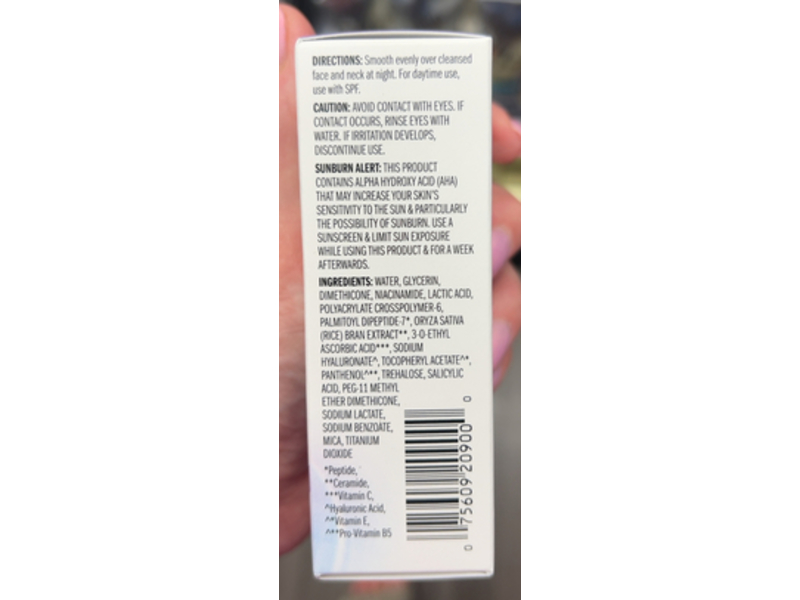 DIRECTIONS: Smooth evenly over cleansed
face and neck at night. For daytime use,
use with SPF.
CAUTION: AVOID CONTACT WITH EYES. IF
CONTACT OCCURS, RINSE EYES WITH
WATER. IF IRRITATION DEVELOPS,
DISCONTINUE USE.
SUNBURN ALERT: THIS PRODUCT
CONTAINS ALPHA HYDROXY ACID (AHA)
THAT MAY INCREASE YOUR SKIN'S
SENSITIVITY TO THE SUN & PARTICULARLY
THE POSSIBILITY OF SUNBURN. USE A
SUNSCREEN & LIMIT SUN EXPOSURE
WHILE USING THIS PRODUCT & FOR A WEEK
AFTERWARDS.
INGREDIENTS: WATER, GLYCERIN,
DIMETHICONE, NIACINAMIDE, LACTIC ACID,
POLYACRYLATE CROSSPOLYMER-6,
PALMITOYL DIPEPTIDE-7*, ORYZA SATIVA
(RICE) BRAN EXTRACT**, 3-O-ETHYL
ASCORBIC ACID***, SODIUM
HYALURONATE^, TOCOPHERYL ACETATE^*,
PANTHENOL^**, TREHALOSE, SALICYLIC
ACID, PEG-11 METHYL
ETHER DIMETHICONE,
SODIUM LACTATE,
SODIUM BENZOATE,
MICA, TITANIUM
DIOXIDE
*Peptide,
**Ceramide,
***Vitamin C,
^Hyaluronic Acid,
^*Vitamin E,
^**Pro-Vitamin B5
0 75609 20900 0